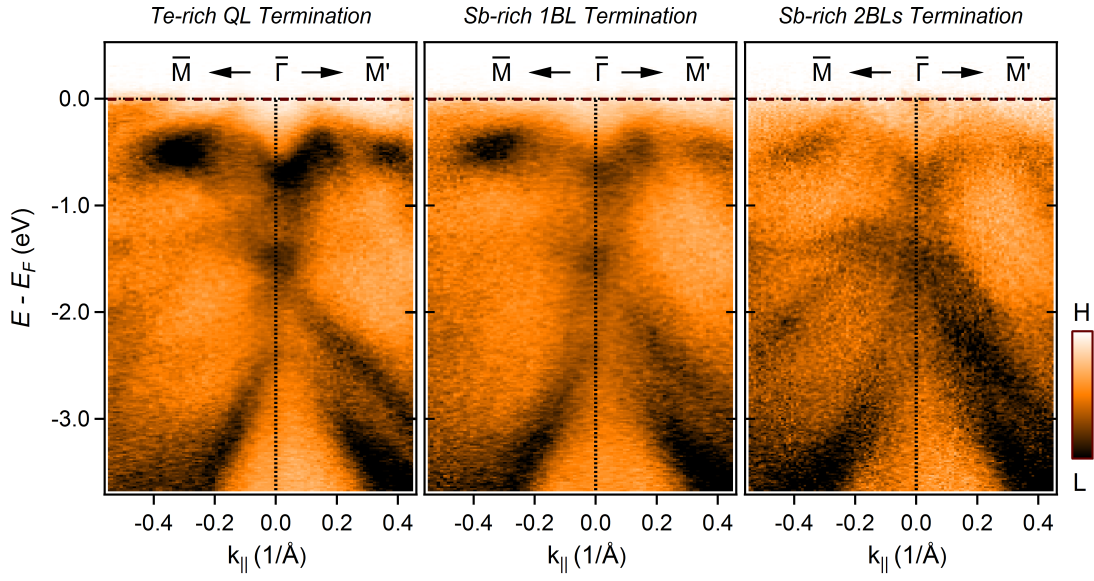 Te-rich QL Termination
Sb-rich 1BL Termination
Sb-rich 2BLs Termination
M̅ Γ̅ M̅'
M̅ Γ̅ M̅'
M̅ Γ̅ M̅'
0.0
-1.0
-2.0
-3.0
E - E_F (eV)
H
L
-0.4 -0.2 0.0 0.2 0.4
-0.4 -0.2 0.0 0.2 0.4
-0.4 -0.2 0.0 0.2 0.4
k|| (1/Å)
k|| (1/Å)
k|| (1/Å)